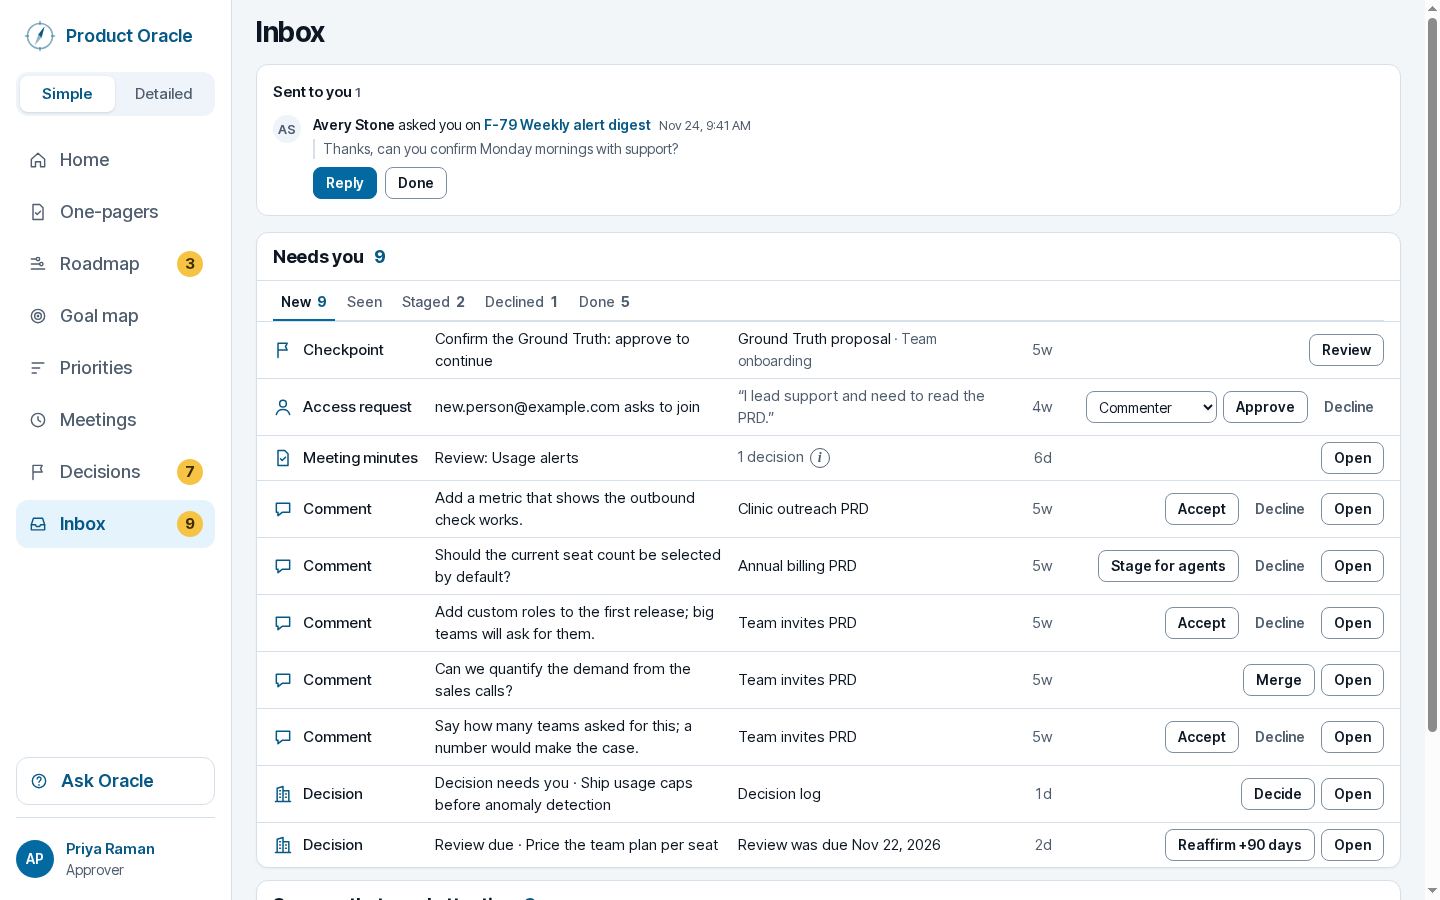 Product Oracle
Simple
Detailed
Home
One-pagers
Roadmap 3
Goal map
Priorities
Meetings
Decisions 7
Inbox 9
Ask Oracle
AP
Priya Raman
Approver
Inbox
Sent to you 1
AS
Avery Stone asked you on F-79 Weekly alert digest Nov 24, 9:41 AM
Thanks, can you confirm Monday mornings with support?
Reply
Done
Needs you 9
New 9
Seen
Staged 2
Declined 1
Done 5
Checkpoint
Confirm the Ground Truth: approve to
continue
Ground Truth proposal · Team
onboarding
5w
Review
Access request
new.person@example.com asks to join
“I lead support and need to read the
PRD.”
4w
Commenter
Approve
Decline
Meeting minutes
Review: Usage alerts
1 decision i
6d
Open
Comment
Add a metric that shows the outbound
check works.
Clinic outreach PRD
5w
Accept
Decline
Open
Comment
Should the current seat count be selected
by default?
Annual billing PRD
5w
Stage for agents
Decline
Open
Comment
Add custom roles to the first release; big
teams will ask for them.
Team invites PRD
5w
Accept
Decline
Open
Comment
Can we quantify the demand from the
sales calls?
Team invites PRD
5w
Merge
Open
Comment
Say how many teams asked for this; a
number would make the case.
Team invites PRD
5w
Accept
Decline
Open
Decision
Decision needs you · Ship usage caps
before anomaly detection
Decision log
1d
Decide
Open
Decision
Review due · Price the team plan per seat
Review was due Nov 22, 2026
2d
Reaffirm +90 days
Open